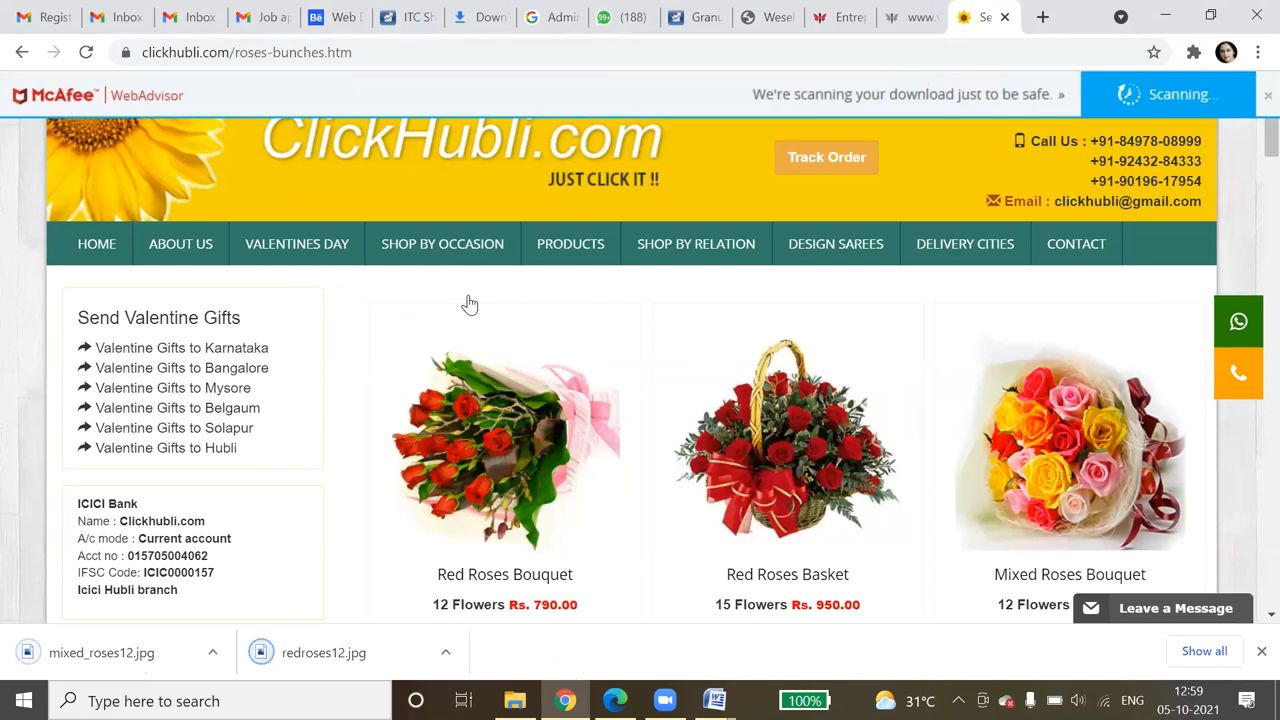 Regist
Inbox
Inbox
Job ap
Web D
ITC Sh
Down
Admi
(188)
Granu
Wesel
Entrep
www.
Se
clickhubli.com/roses-bunches.htm
McAfee | WebAdvisor
We're scanning your download just to be safe. »
Scanning...
ClickHubli.com
JUST CLICK IT !!
Track Order
Call Us : +91-84978-08999
+91-92432-84333
+91-90196-17954
Email : clickhubli@gmail.com
HOME
ABOUT US
VALENTINES DAY
SHOP BY OCCASION
PRODUCTS
SHOP BY RELATION
DESIGN SAREES
DELIVERY CITIES
CONTACT
Send Valentine Gifts
Valentine Gifts to Karnataka
Valentine Gifts to Bangalore
Valentine Gifts to Mysore
Valentine Gifts to Belgaum
Valentine Gifts to Solapur
Valentine Gifts to Hubli
ICICI Bank
Name : Clickhubli.com
A/c mode : Current account
Acct no : 015705004062
IFSC Code: ICIC0000157
Icici Hubli branch
Red Roses Bouquet
12 Flowers Rs. 790.00
Red Roses Basket
15 Flowers Rs. 950.00
Mixed Roses Bouquet
12 Flowers
Leave a Message
mixed_roses12.jpg
redroses12.jpg
Show all
Type here to search
100%
31°C
ENG
12:59
05-10-2021